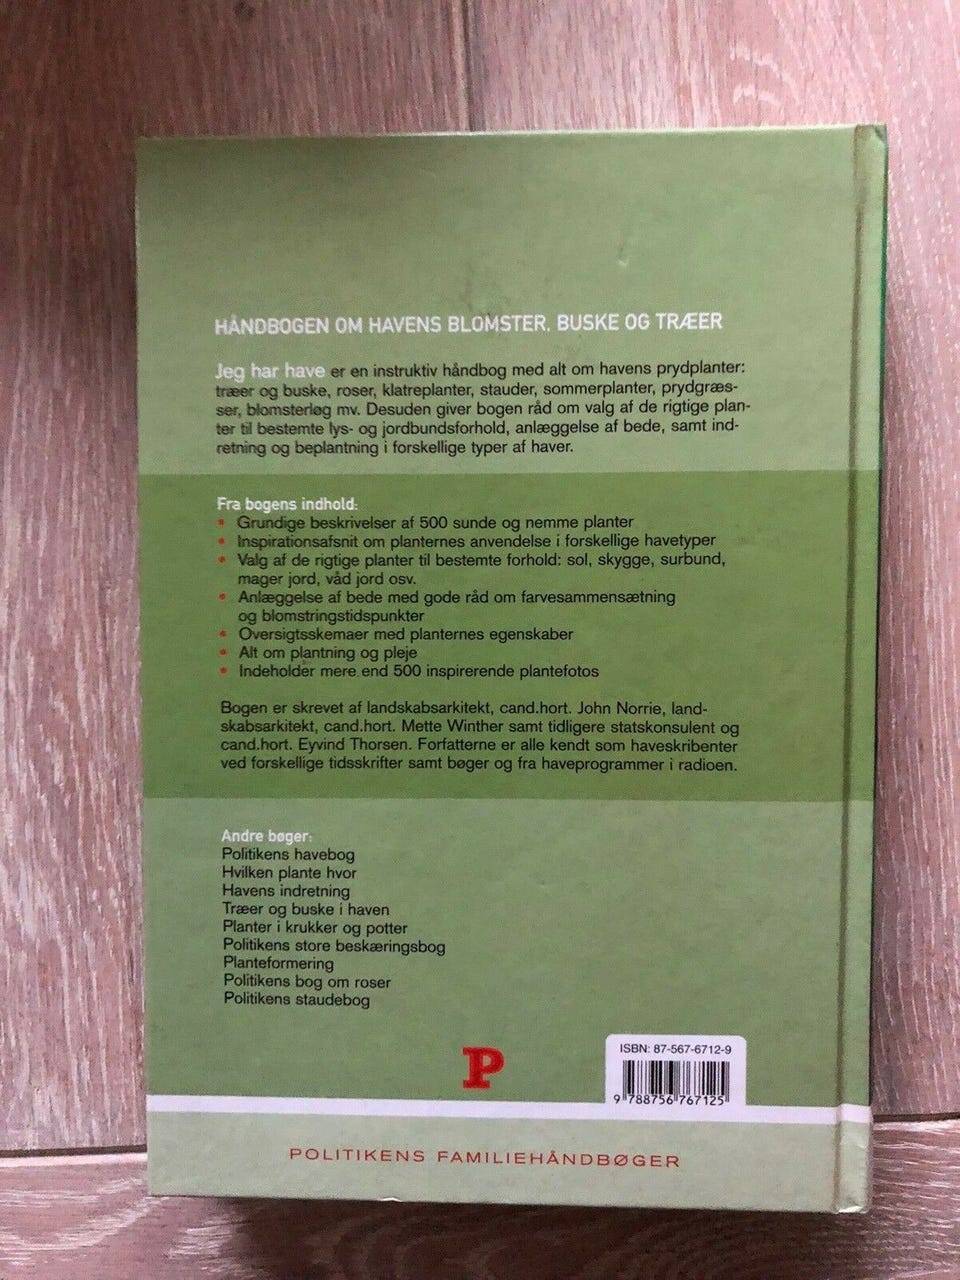 HÅNDBOGEN OM HAVENS BLOMSTER, BUSKE OG TRÆER
Jeg har have er en instruktiv håndbog med alt om havens prydplanter:
træer og buske, roser, klatreplanter, stauder, sommerplanter, prydgræs-
ser, blomsterløg mv. Desuden giver bogen råd om valg af de rigtige plan-
ter til bestemte lys- og jordbundsforhold, anlæggelse af bede, samt ind-
retning og beplantning i forskellige typer af haver.
Fra bogens indhold:
• Grundige beskrivelser af 500 sunde og nemme planter
• Inspirationsafsnit om planternes anvendelse i forskellige havetyper
• Valg af de rigtige planter til bestemte forhold: sol, skygge, surbund,
mager jord, våd jord osv.
• Anlæggelse af bede med gode råd om farvesammensætning
og blomstringstidspunkter
• Oversigtsskemaer med planternes egenskaber
• Alt om plantning og pleje
• Indeholder mere end 500 inspirerende plantefotos
Bogen er skrevet af landskabsarkitekt, cand.hort. John Norrie, land-
skabsarkitekt, cand.hort. Mette Winther samt tidligere statskonsulent og
cand.hort. Eyvind Thorsen. Forfatterne er alle kendt som haveskribenter
ved forskellige tidsskrifter samt bøger og fra haveprogrammer i radioen.
Andre bøger:
Politikens havebog
Hvilken plante hvor
Havens indretning
Træer og buske i haven
Planter i krukker og potter
Politikens store beskæringsbog
Planteformering
Politikens bog om roser
Politikens staudebog
P
ISBN: 87-567-6712-9
9 788756 767125
POLITIKENS FAMILIEHÅNDBØGER